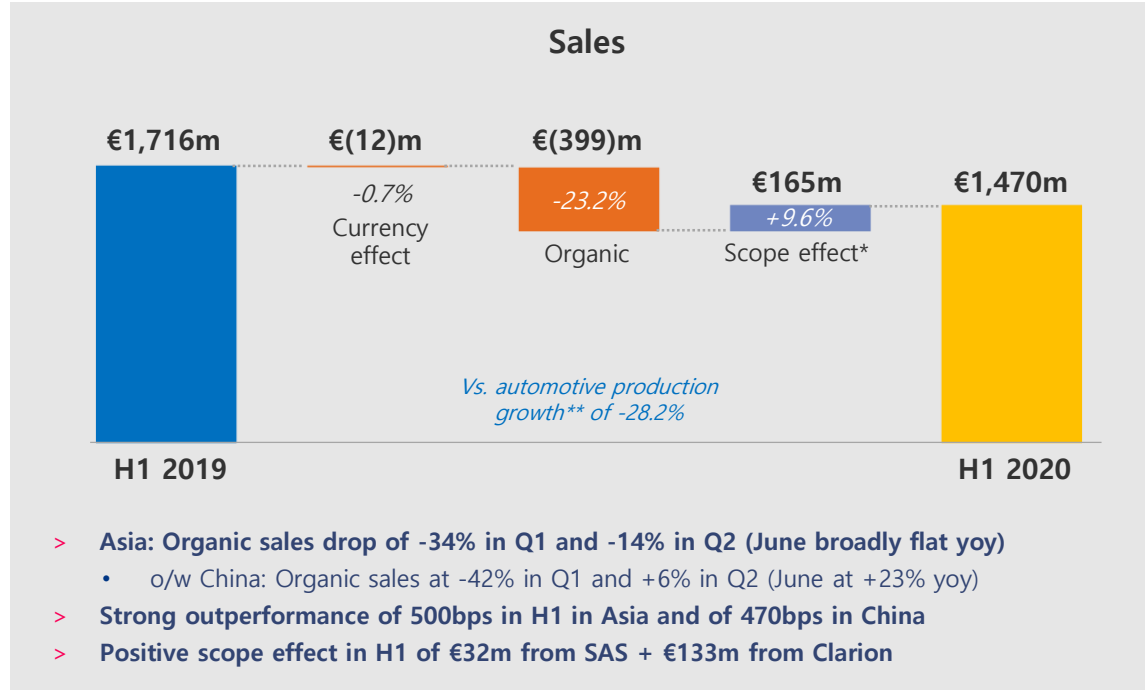 Sales
€1,716m
€(12)m
€(399)m
€165m
€1,470m
-0.7%
Currency
effect
-23.2%
Organic
+9.6%
Scope effect*
Vs. automotive production
growth** of -28.2%
H1 2019
H1 2020
> Asia: Organic sales drop of -34% in Q1 and -14% in Q2 (June broadly flat yoy)
• o/w China: Organic sales at -42% in Q1 and +6% in Q2 (June at +23% yoy)
> Strong outperformance of 500bps in H1 in Asia and of 470bps in China
> Positive scope effect in H1 of €32m from SAS + €133m from Clarion